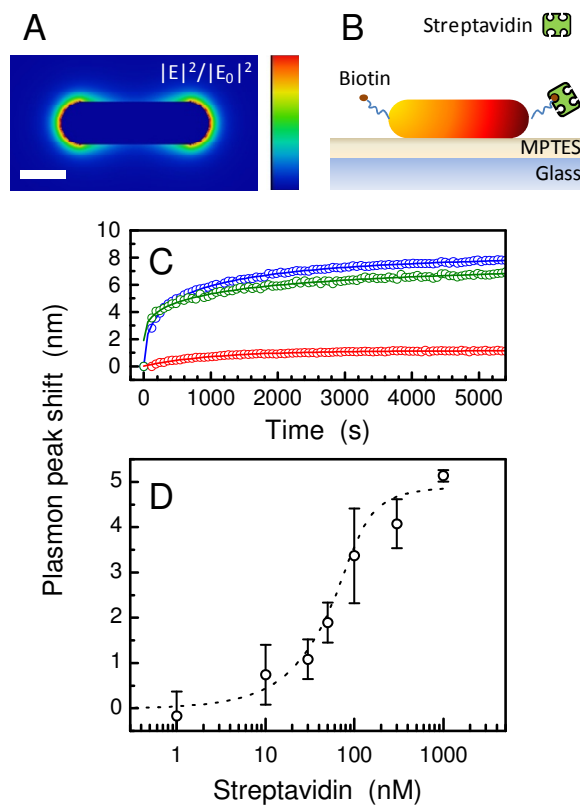 A
|E|²/|E₀|²
B
Streptavidin
Biotin
MPTES
Glass
10
8
6
4
2
0
C
0 1000 2000 3000 4000 5000
Time (s)
Plasmon peak shift (nm)
5
4
3
2
1
0
D
1 10 100 1000
Streptavidin (nM)